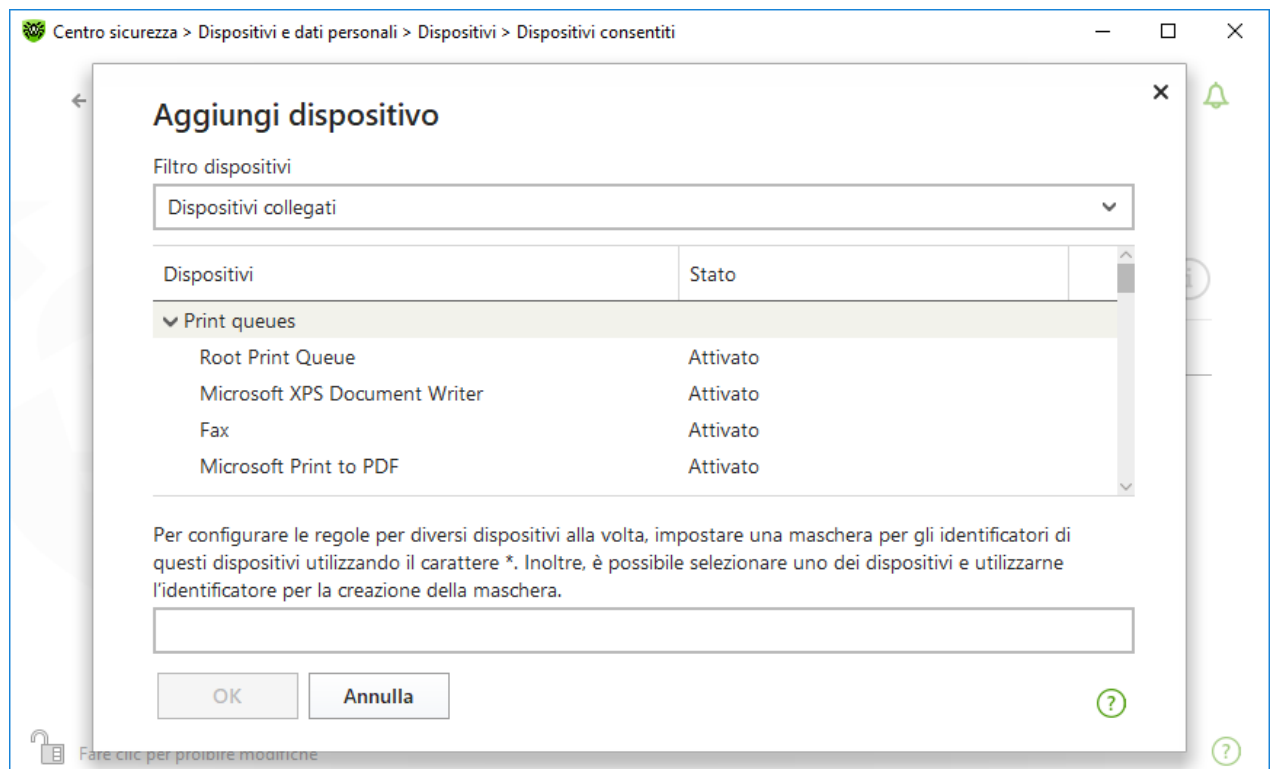 Centro sicurezza > Dispositivi e dati personali > Dispositivi > Dispositivi consentiti
Aggiungi dispositivo
Filtro dispositivi
Dispositivi collegati
Dispositivi Stato
Print queues
Root Print Queue Attivato
Microsoft XPS Document Writer Attivato
Fax Attivato
Microsoft Print to PDF Attivato
Per configurare le regole per diversi dispositivi alla volta, impostare una maschera per gli identificatori di
questi dispositivi utilizzando il carattere *. Inoltre, è possibile selezionare uno dei dispositivi e utilizzarne
l'identificatore per la creazione della maschera.
OK Annulla
?
Fare clic per proibire modifiche
?